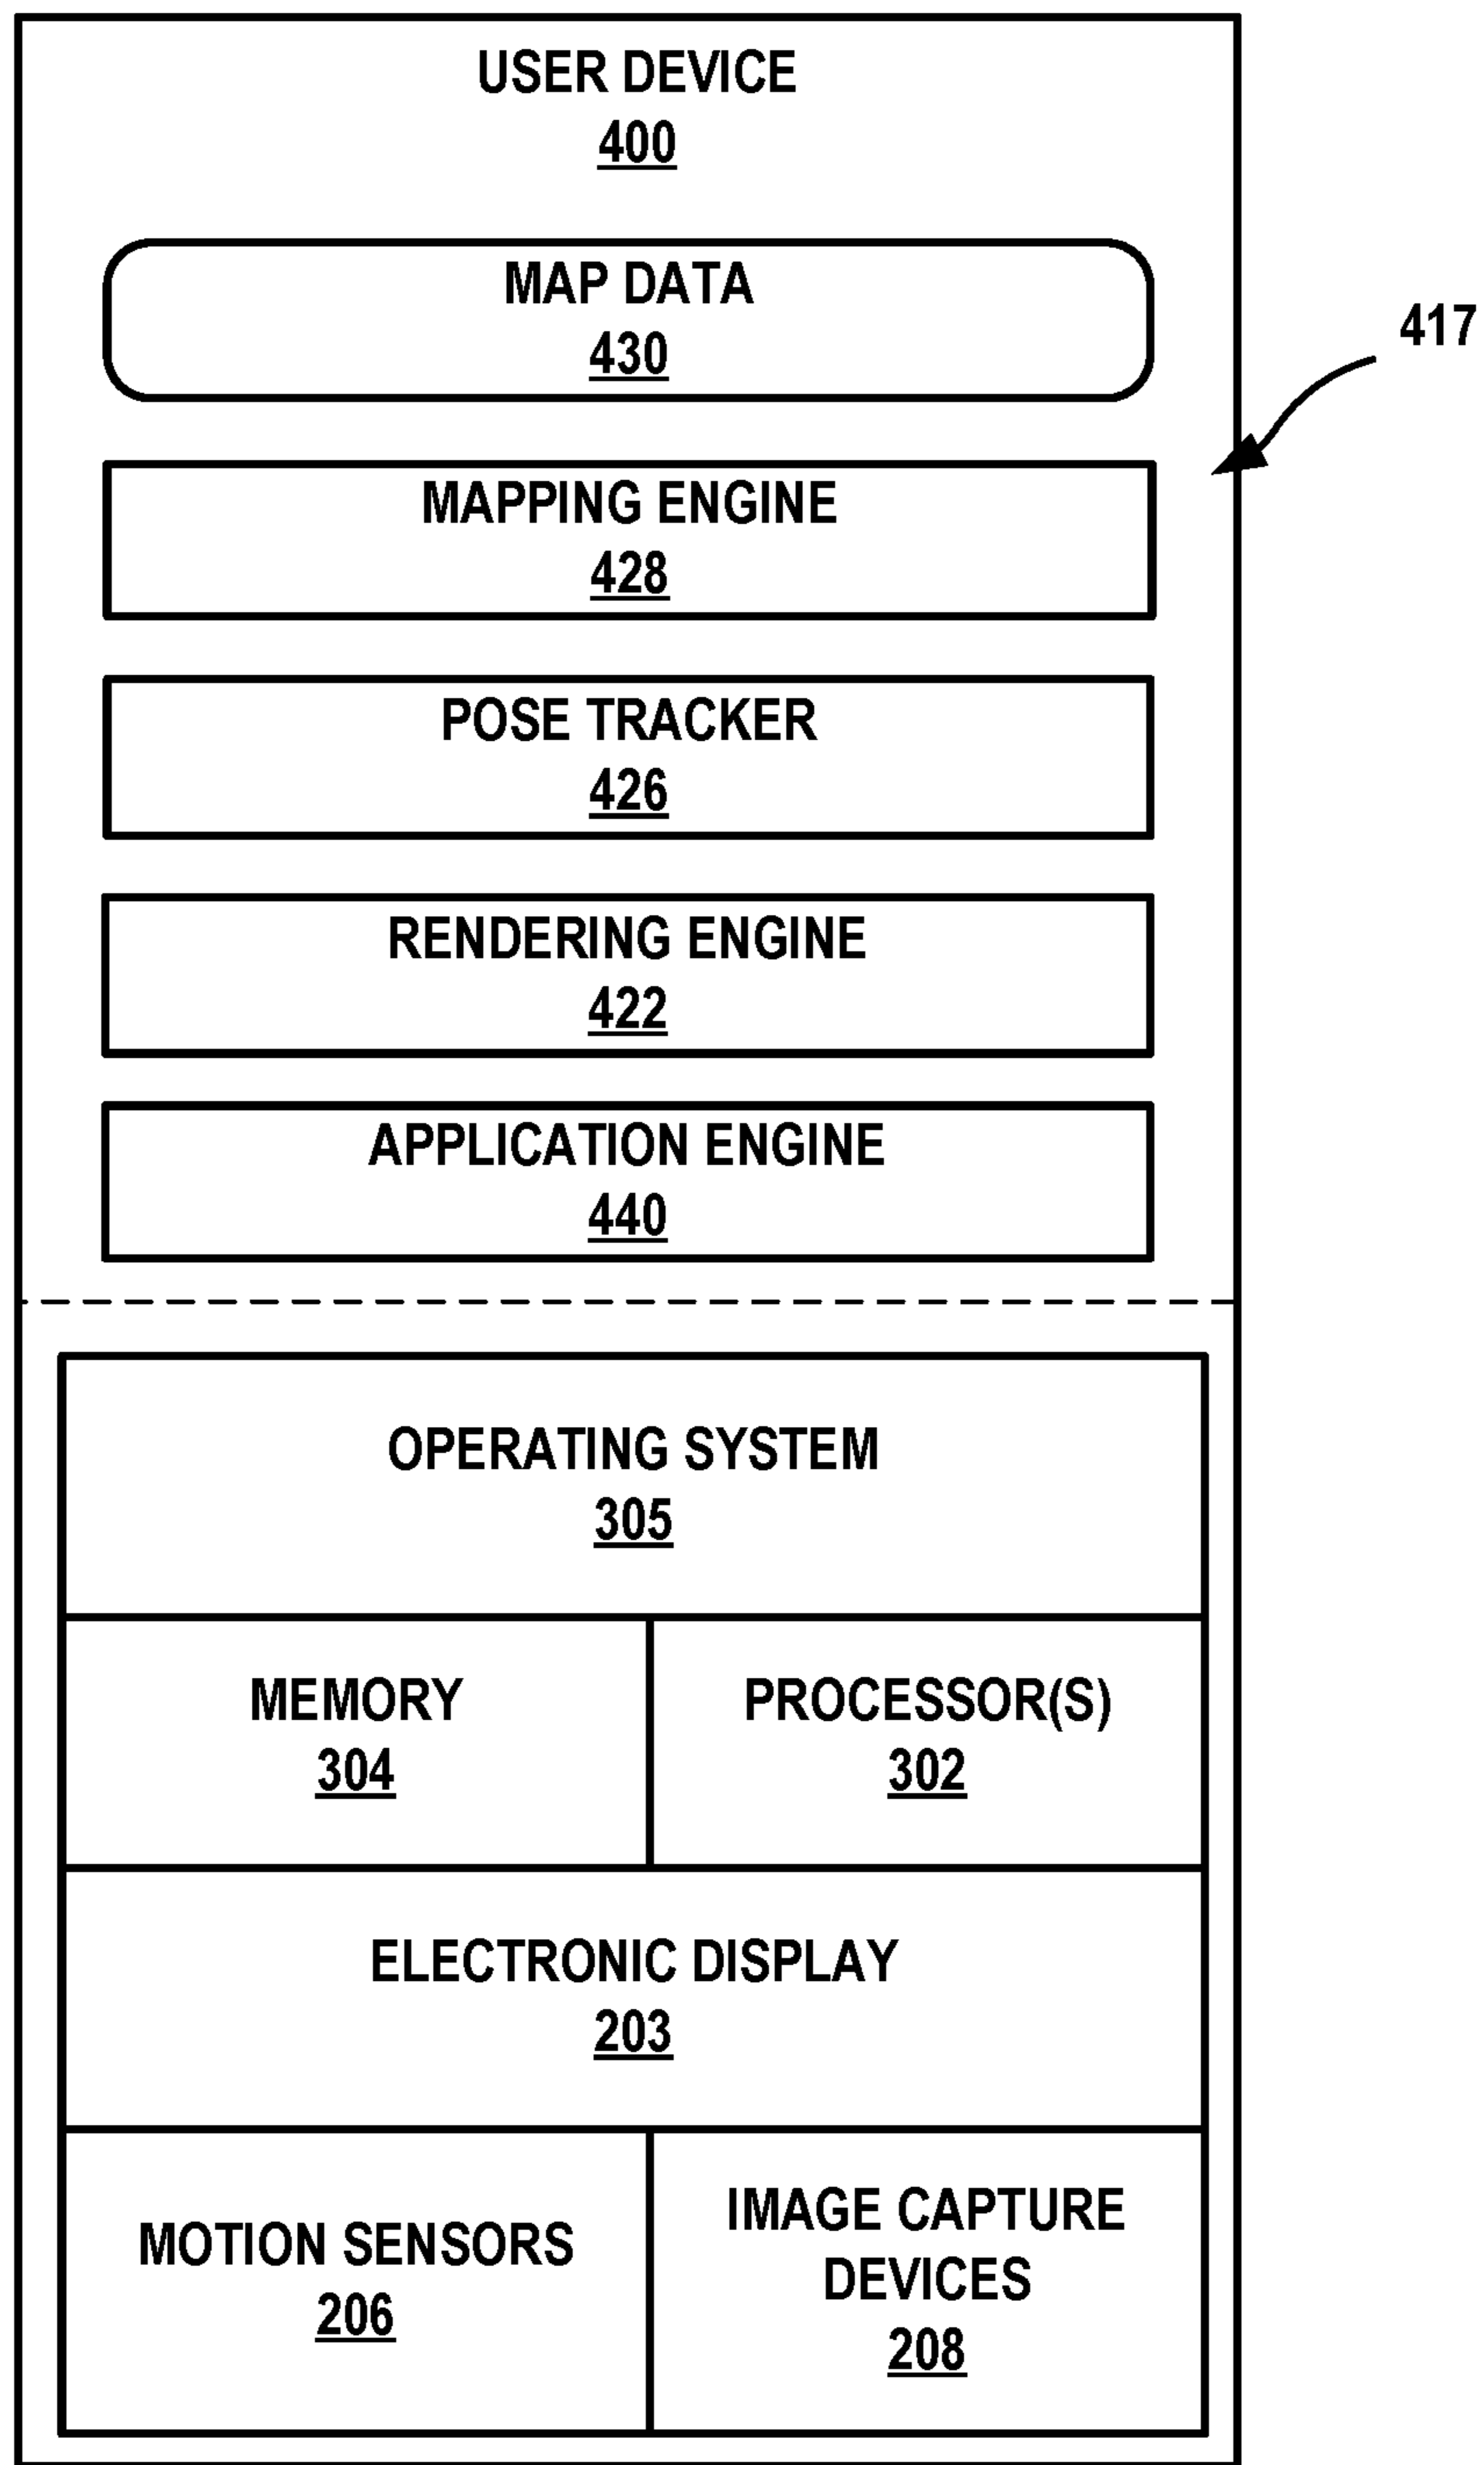 USER DEVICE
400
MAP DATA
430
417
MAPPING ENGINE
428
POSE TRACKER
426
RENDERING ENGINE
422
APPLICATION ENGINE
440
OPERATING SYSTEM
305
MEMORY
304
PROCESSOR(S)
302
ELECTRONIC DISPLAY
203
MOTION SENSORS
206
IMAGE CAPTURE
DEVICES
208